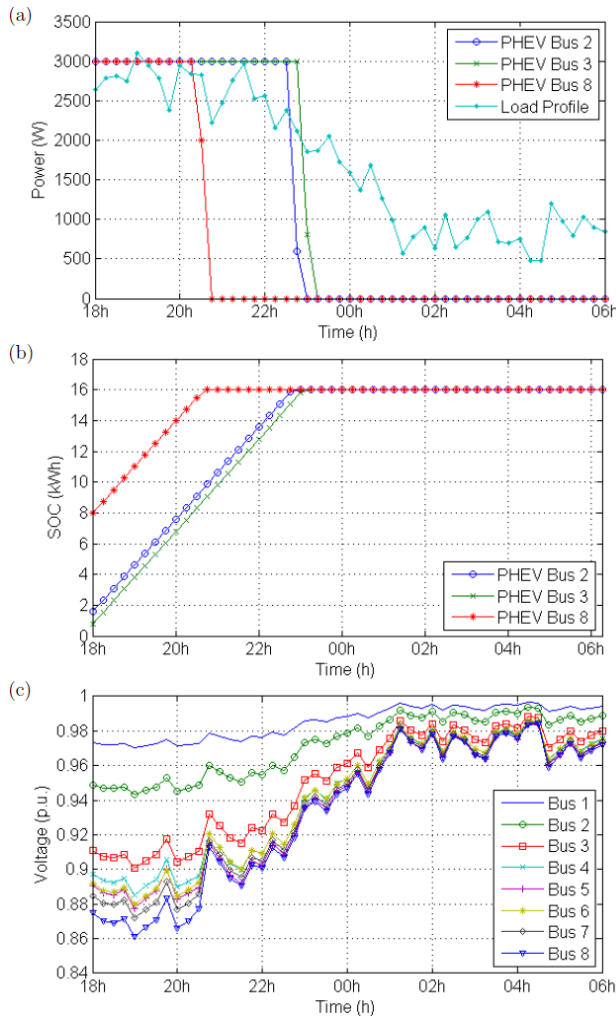 (a)
3500
3000
2500
2000
1500
1000
500
0
Power (W)
PHEV Bus 2
PHEV Bus 3
PHEV Bus 8
Load Profile
18h 20h 22h 00h 02h 04h 06h
Time (h)
(b)
18
16
14
12
10
8
6
4
2
0
SOC (kWh)
PHEV Bus 2
PHEV Bus 3
PHEV Bus 8
18h 20h 22h 00h 02h 04h 06h
Time (h)
(c)
1
0.98
0.96
0.94
0.92
0.9
0.88
0.86
0.84
Voltage (p.u.)
Bus 1
Bus 2
Bus 3
Bus 4
Bus 5
Bus 6
Bus 7
Bus 8
18h 20h 22h 00h 02h 04h 06h
Time (h)